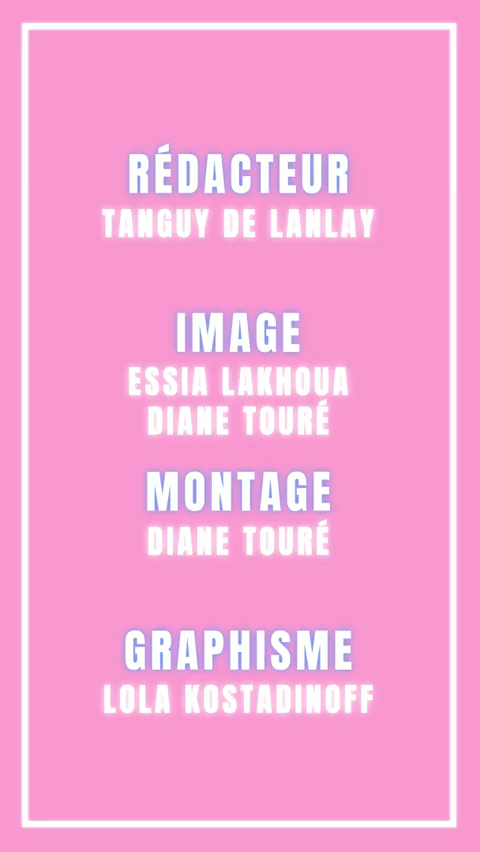 RÉDACTEUR
TANGUY DE LANLAY
IMAGE
ESSIA LAKHOUA
DIANE TOURÉ
MONTAGE
DIANE TOURÉ
GRAPHISME
LOLA KOSTADINOFF